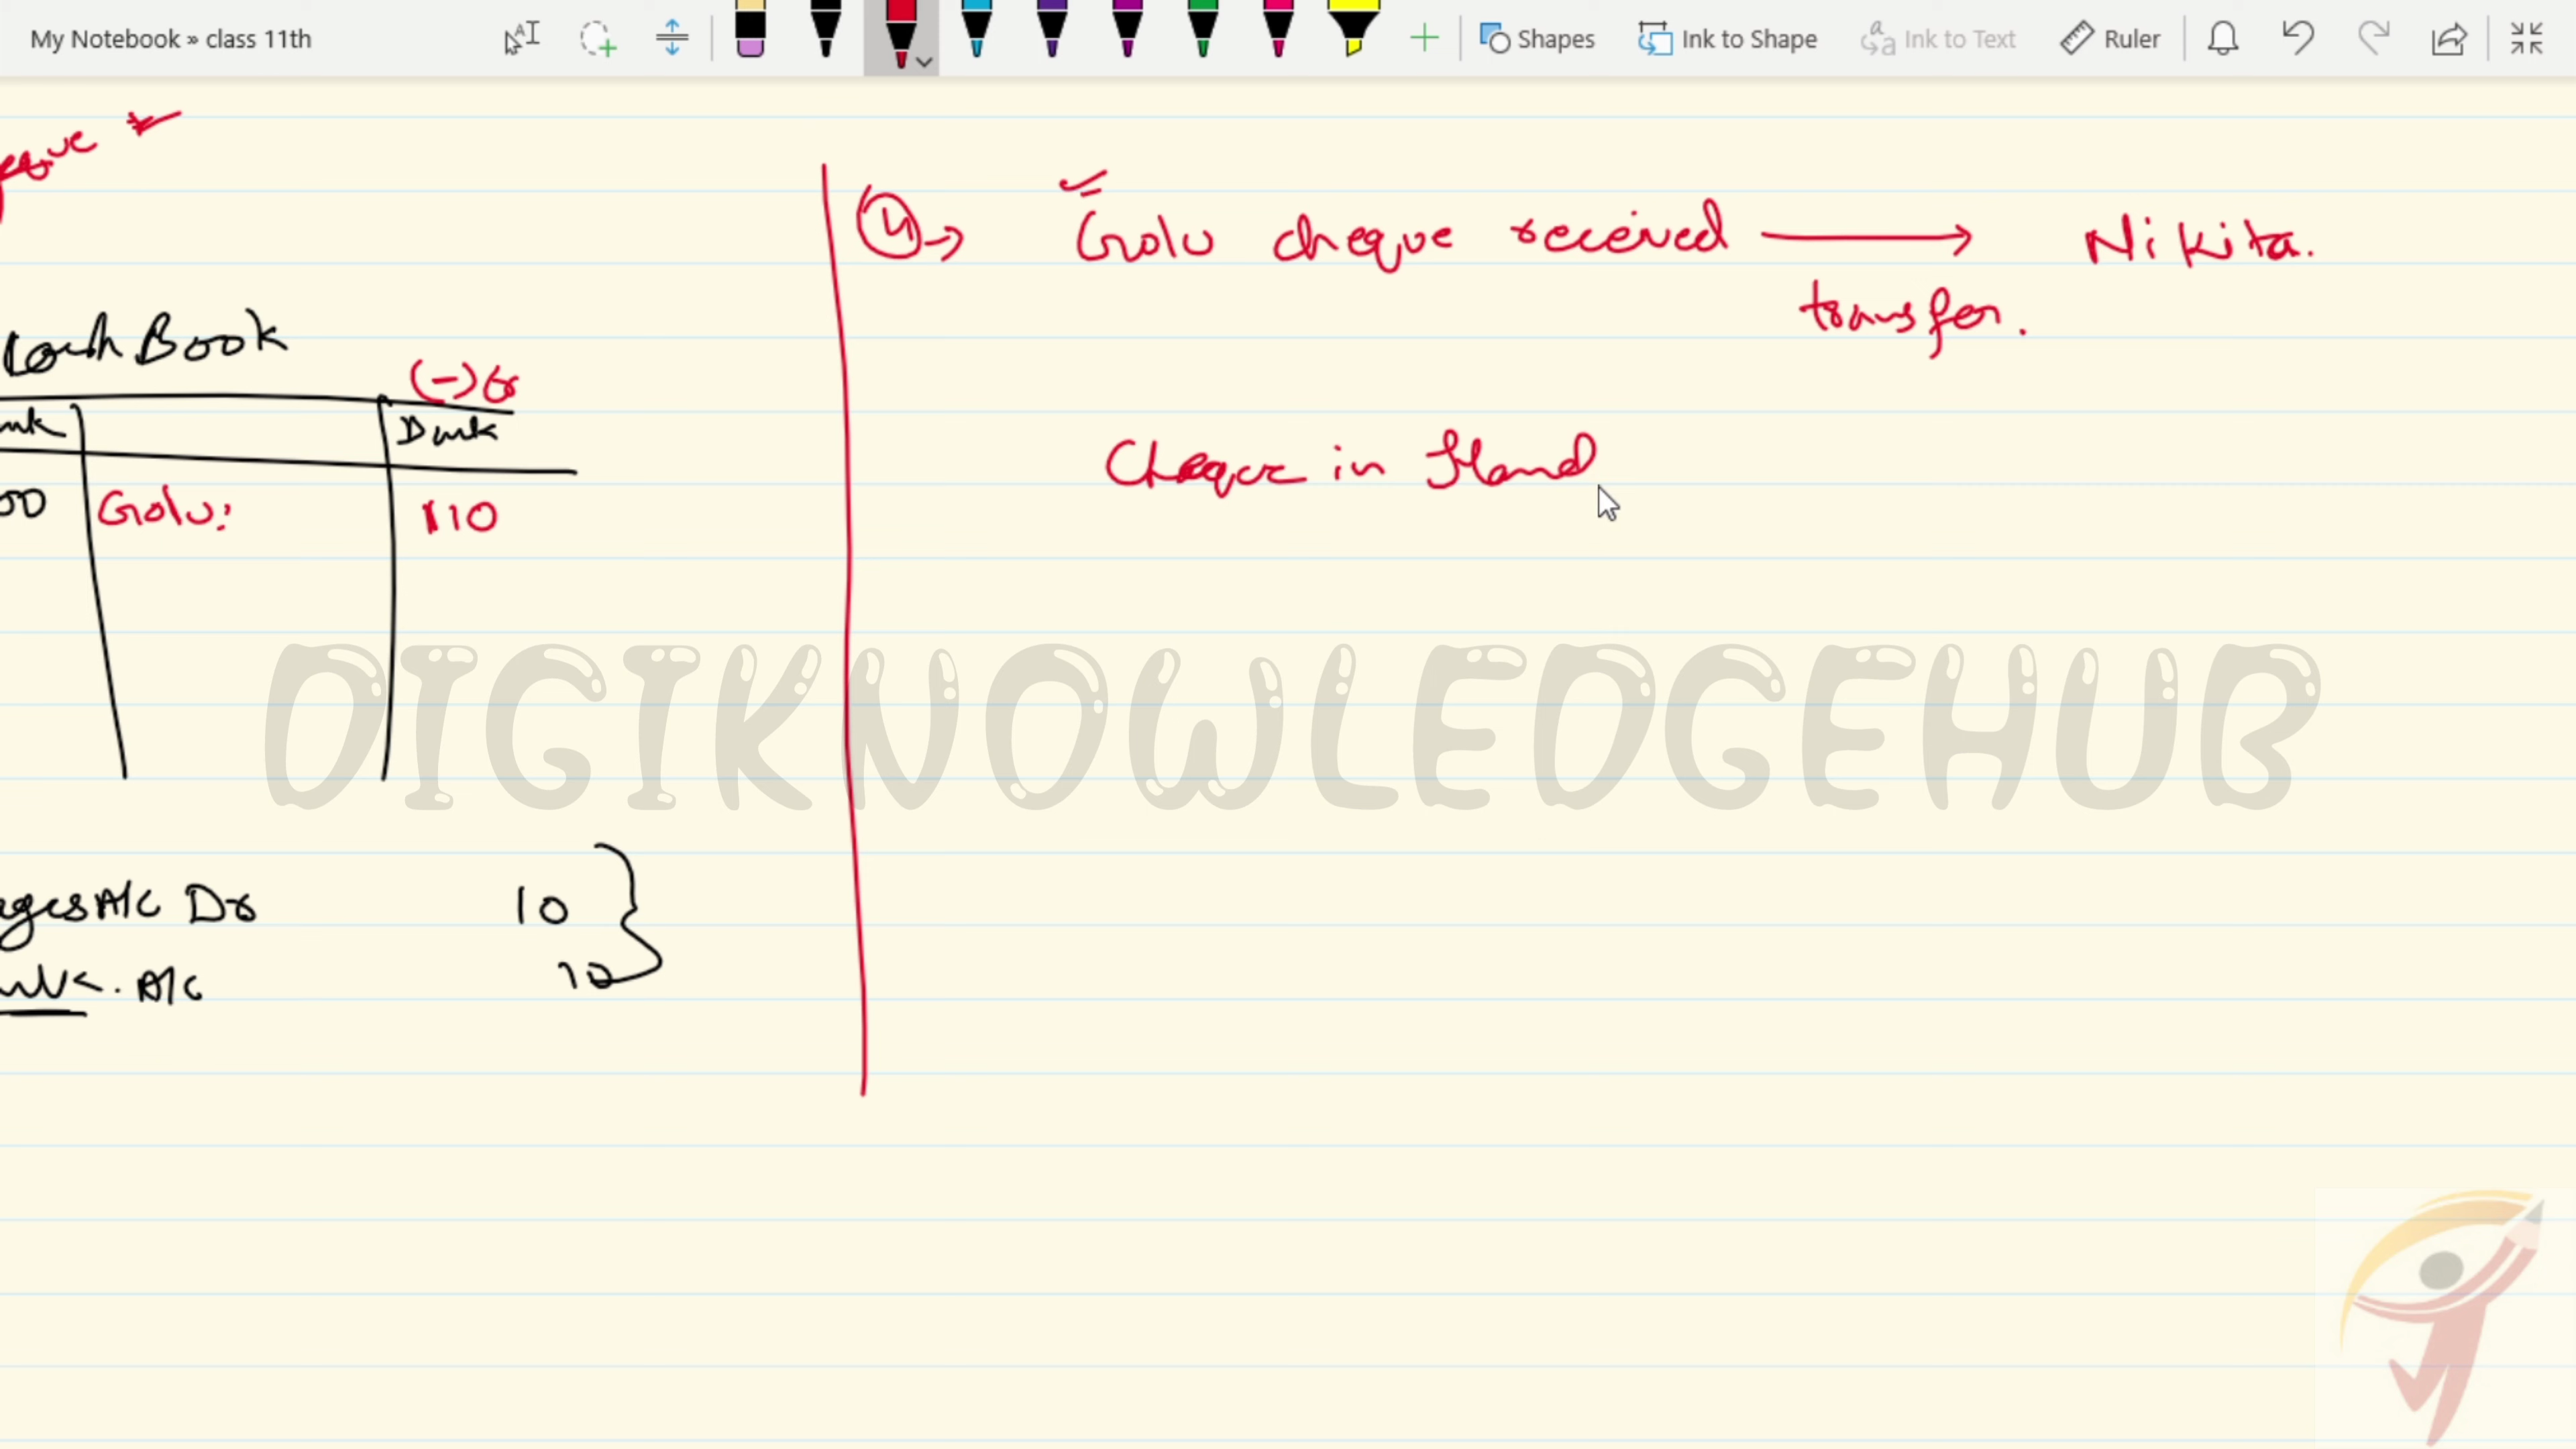 My Notebook » class 11th
Shapes
Ink to Shape
Ink to Text
Ruler
④→ Golu cheque received → Nikita.
transfer.
Book
(-) Cr
Bank
Golu: 110
Cheque in Hand
DIGIKNOWLEDGEHUB
A/c Dr 10
A/c 10